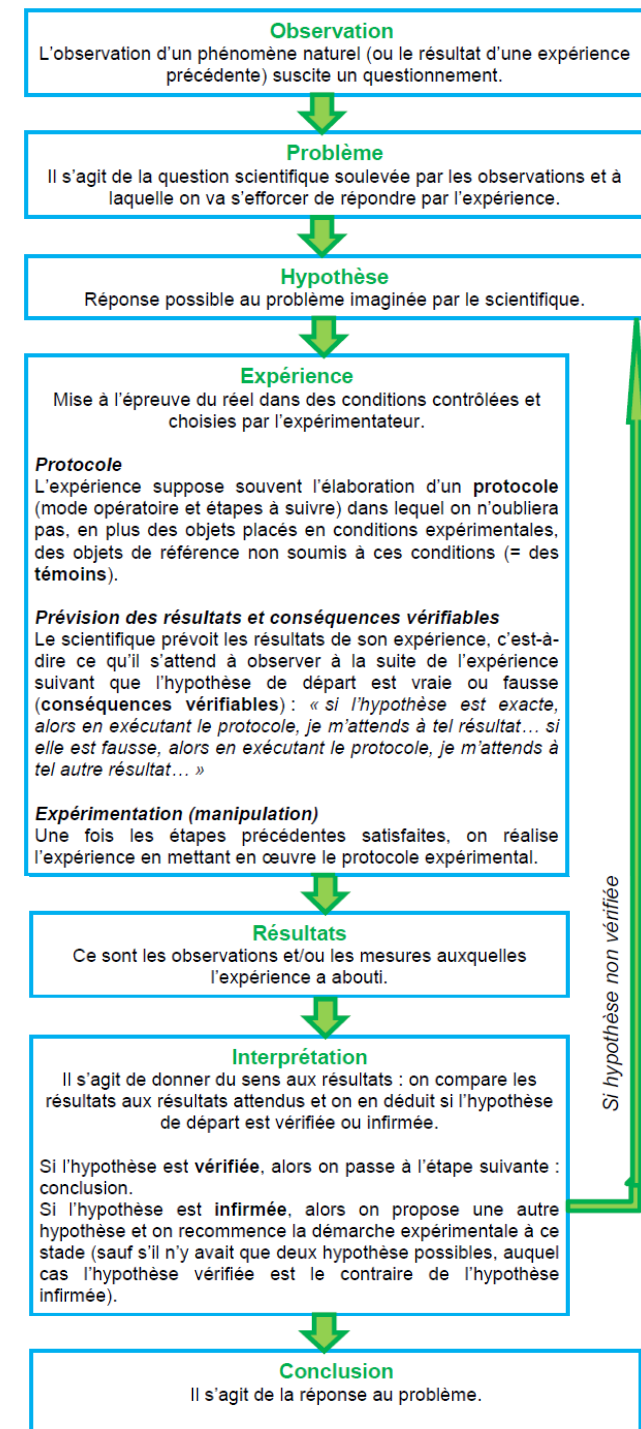 Observation
L'observation d'un phénomène naturel (ou le résultat d'une expérience
précédente) suscite un questionnement.
Problème
Il s'agit de la question scientifique soulevée par les observations et à
laquelle on va s'efforcer de répondre par l'expérience.
Hypothèse
Réponse possible au problème imaginée par le scientifique.
Expérience
Mise à l'épreuve du réel dans des conditions contrôlées et
choisies par l'expérimentateur.
Protocole
L'expérience suppose souvent l'élaboration d'un protocole
(mode opératoire et étapes à suivre) dans lequel on n'oubliera
pas, en plus des objets placés en conditions expérimentales,
des objets de référence non soumis à ces conditions (= des
témoins).
Prévision des résultats et conséquences vérifiables
Le scientifique prévoit les résultats de son expérience, c'est-à-
dire ce qu'il s'attend à observer à la suite de l'expérience
suivant que l'hypothèse de départ est vraie ou fausse
(conséquences vérifiables) : « si l'hypothèse est exacte,
alors en exécutant le protocole, je m'attends à tel résultat… si
elle est fausse, alors en exécutant le protocole, je m'attends à
tel autre résultat… »
Expérimentation (manipulation)
Une fois les étapes précédentes satisfaites, on réalise
l'expérience en mettant en œuvre le protocole expérimental.
Résultats
Ce sont les observations et/ou les mesures auxquelles
l'expérience a abouti.
Interprétation
Il s'agit de donner du sens aux résultats : on compare les
résultats aux résultats attendus et on en déduit si l'hypothèse
de départ est vérifiée ou infirmée.
Si l'hypothèse est vérifiée, alors on passe à l'étape suivante :
conclusion.
Si l'hypothèse est infirmée, alors on propose une autre
hypothèse et on recommence la démarche expérimentale à ce
stade (sauf s'il n'y avait que deux hypothèse possibles, auquel
cas l'hypothèse vérifiée est le contraire de l'hypothèse
infirmée).
Si hypothèse non vérifiée
Conclusion
Il s'agit de la réponse au problème.